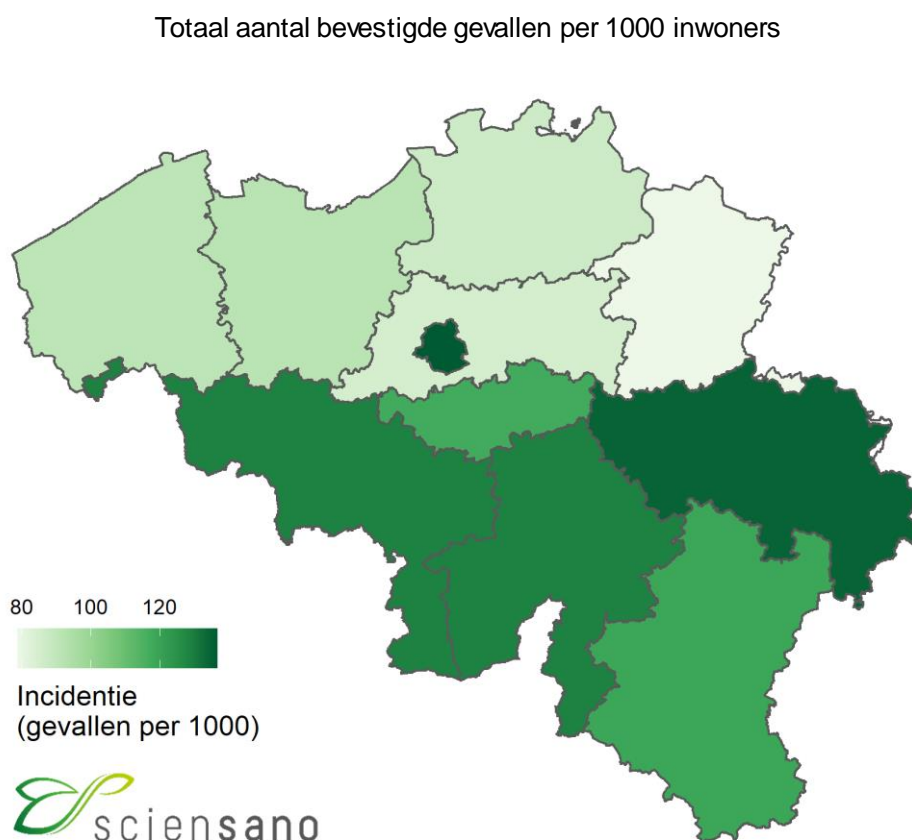 Totaal aantal bevestigde gevallen per 1000 inwoners
80 100 120
Incidentie
(gevallen per 1000)
sciensano